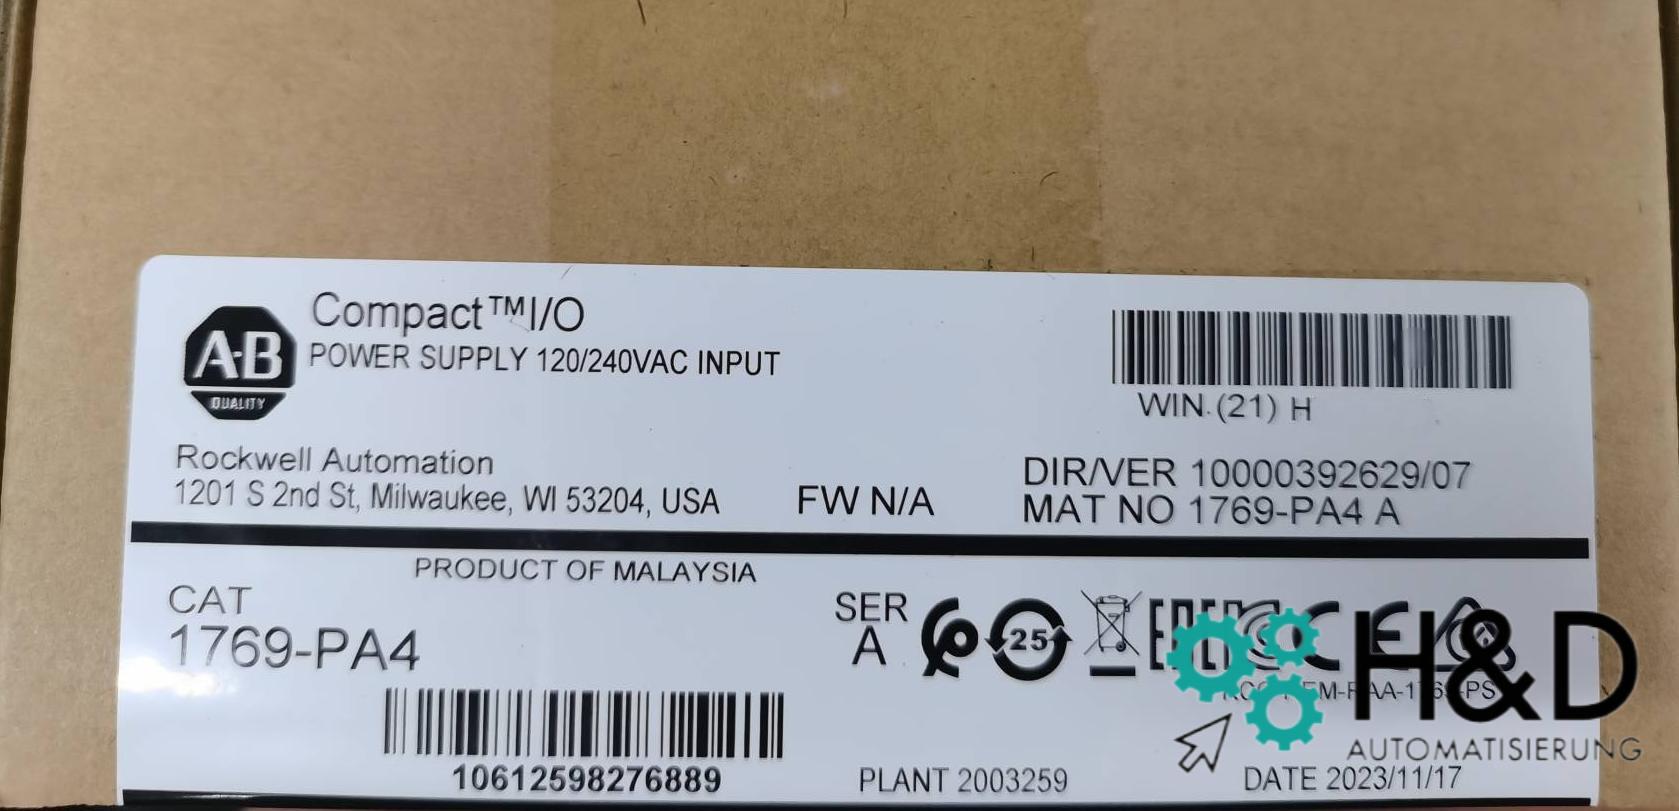 Compact™I/O
POWER SUPPLY 120/240VAC INPUT
A-B
QUALITY
WIN (21) H
Rockwell Automation
1201 S 2nd St, Milwaukee, WI 53204, USA
FW N/A
DIR/VER 10000392629/07
MAT NO 1769-PA4 A
PRODUCT OF MALAYSIA
CAT
1769-PA4
SER
A
25
EAC
CE
H&D
AUTOMATISIERUNG
10612598276889
PLANT 2003259
DATE 2023/11/17